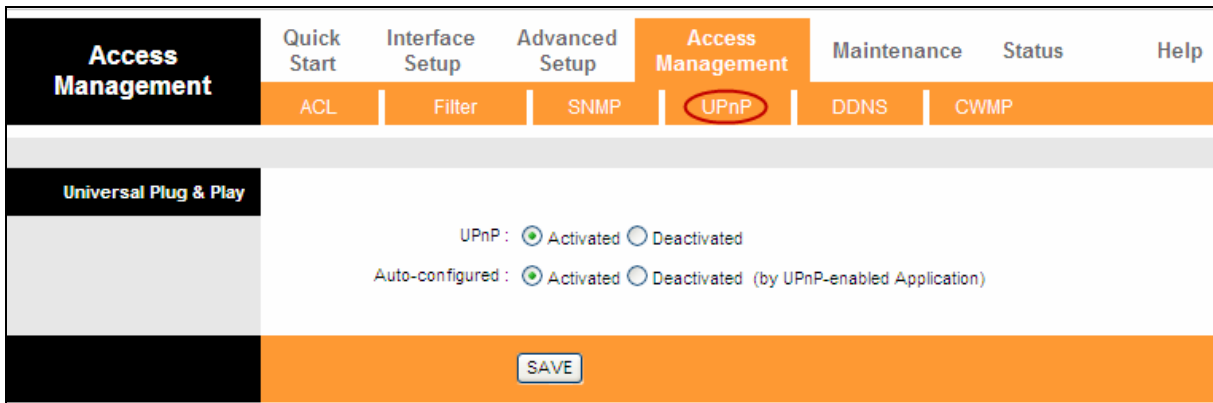 Access Management
Quick Start
Interface Setup
Advanced Setup
Access Management
Maintenance
Status
Help
ACL
Filter
SNMP
UPnP
DDNS
CWMP
Universal Plug & Play
UPnP : Activated Deactivated
Auto-configured : Activated Deactivated (by UPnP-enabled Application)
SAVE